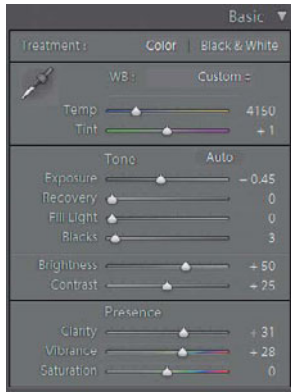 Basic ▼
Treatment : Color | Black & White
WB : Custom
Temp 4150
Tint + 1
Tone Auto
Exposure − 0.45
Recovery 0
Fill Light 0
Blacks 3
Brightness + 50
Contrast + 25
Presence
Clarity + 31
Vibrance + 28
Saturation 0